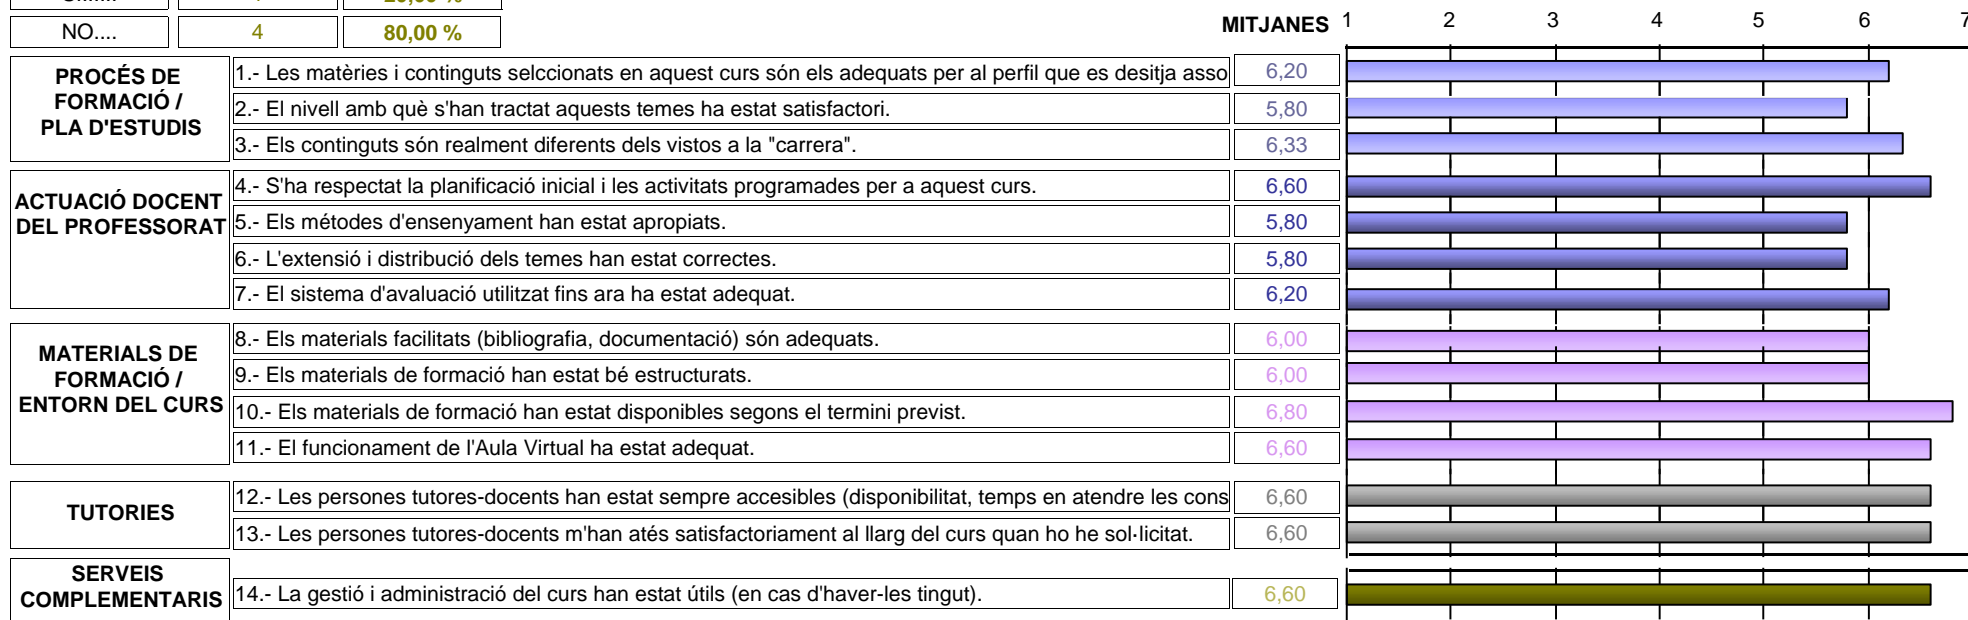 NO.... 4 80,00 %
MITJANES 1 2 3 4 5 6 7
PROCÉS DE
FORMACIÓ /
PLA D'ESTUDIS
1.- Les matèries i continguts selccionats en aquest curs són els adequats per al perfil que es desitja asso 6,20
2.- El nivell amb què s'han tractat aquests temes ha estat satisfactori. 5,80
3.- Els continguts són realment diferents dels vistos a la "carrera". 6,33
ACTUACIÓ DOCENT
DEL PROFESSORAT
4.- S'ha respectat la planificació inicial i les activitats programades per a aquest curs. 6,60
5.- Els métodes d'ensenyament han estat apropiats. 5,80
6.- L'extensió i distribució dels temes han estat correctes. 5,80
7.- El sistema d'avaluació utilitzat fins ara ha estat adequat. 6,20
MATERIALS DE
FORMACIÓ /
ENTORN DEL CURS
8.- Els materials facilitats (bibliografia, documentació) són adequats. 6,00
9.- Els materials de formació han estat bé estructurats. 6,00
10.- Els materials de formació han estat disponibles segons el termini previst. 6,80
11.- El funcionament de l'Aula Virtual ha estat adequat. 6,60
TUTORIES
12.- Les persones tutores-docents han estat sempre accesibles (disponibilitat, temps en atendre les cons 6,60
13.- Les persones tutores-docents m'han atés satisfactoriament al llarg del curs quan ho he sol·licitat. 6,60
SERVEIS
COMPLEMENTARIS
14.- La gestió i administració del curs han estat útils (en cas d'haver-les tingut). 6,60